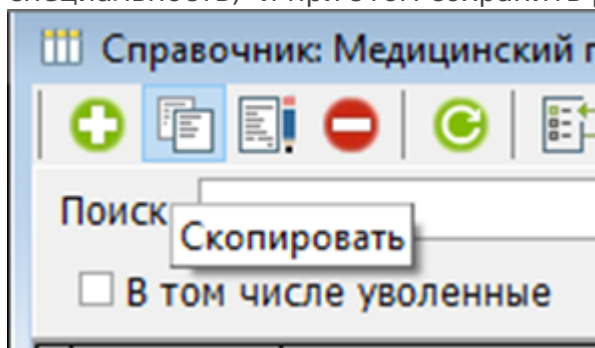 Справочник: Медицинский
Поиск
Скопировать
В том числе уволенные